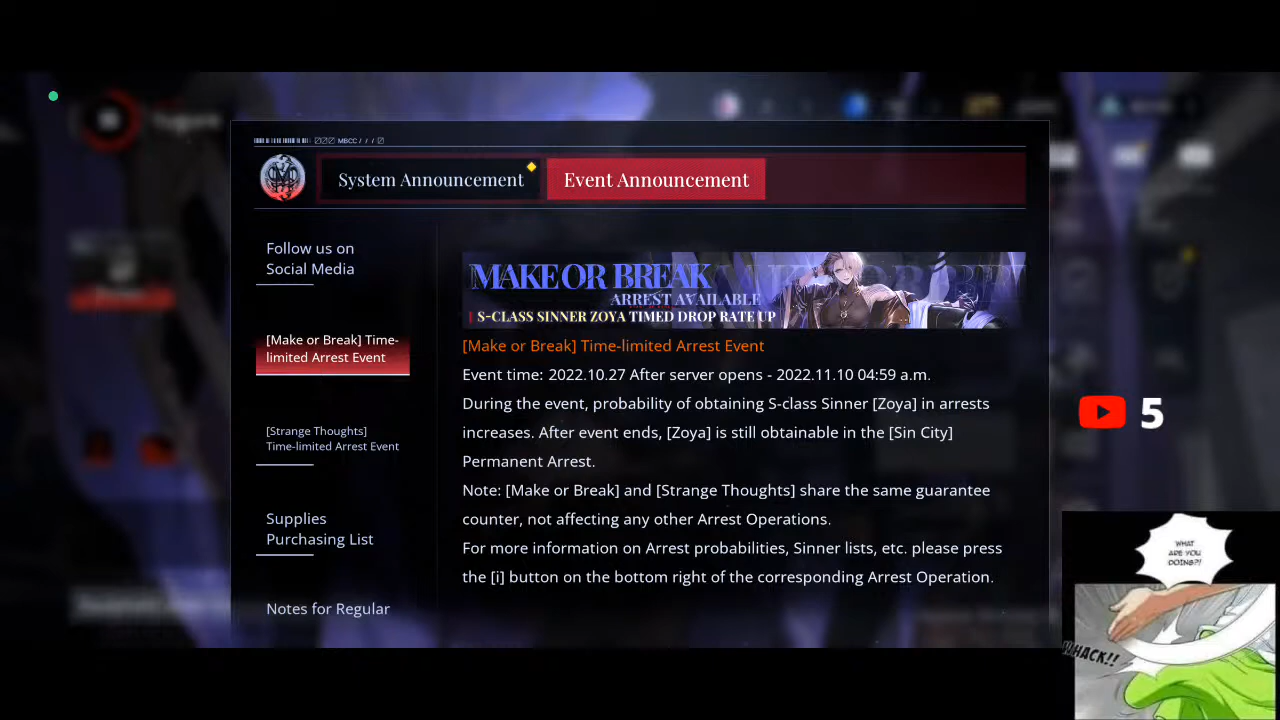 MBCC / / /
System Announcement
Event Announcement
Follow us on
Social Media
[Make or Break] Time-
limited Arrest Event
[Strange Thoughts]
Time-limited Arrest Event
Supplies
Purchasing List
Notes for Regular
MAKE OR BREAK
ARREST AVAILABLE
S-CLASS SINNER ZOYA TIMED DROP RATE UP
[Make or Break] Time-limited Arrest Event
Event time: 2022.10.27 After server opens - 2022.11.10 04:59 a.m.
During the event, probability of obtaining S-class Sinner [Zoya] in arrests
increases. After event ends, [Zoya] is still obtainable in the [Sin City]
Permanent Arrest.
Note: [Make or Break] and [Strange Thoughts] share the same guarantee
counter, not affecting any other Arrest Operations.
For more information on Arrest probabilities, Sinner lists, etc. please press
the [i] button on the bottom right of the corresponding Arrest Operation.
5
WHAT
ARE YOU
DOING?!
WHACK!!